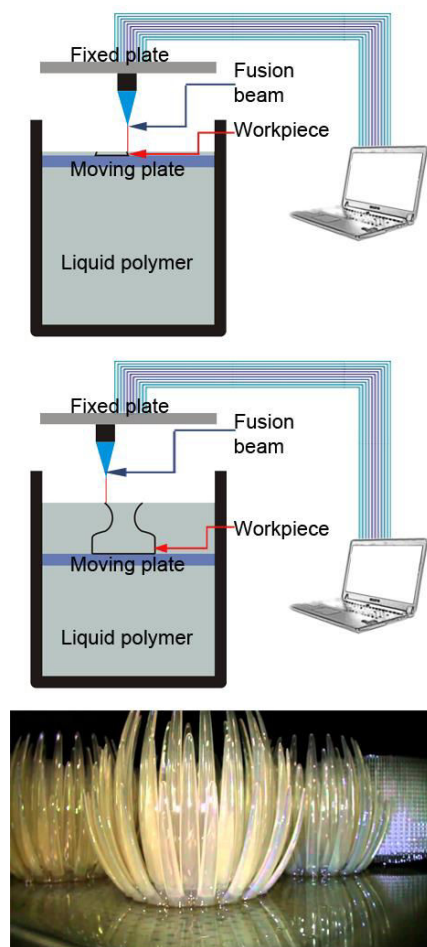 Fixed plate
Fusion
beam
Workpiece
Moving plate
Liquid polymer
Fixed plate
Fusion
beam
Workpiece
Moving plate
Liquid polymer